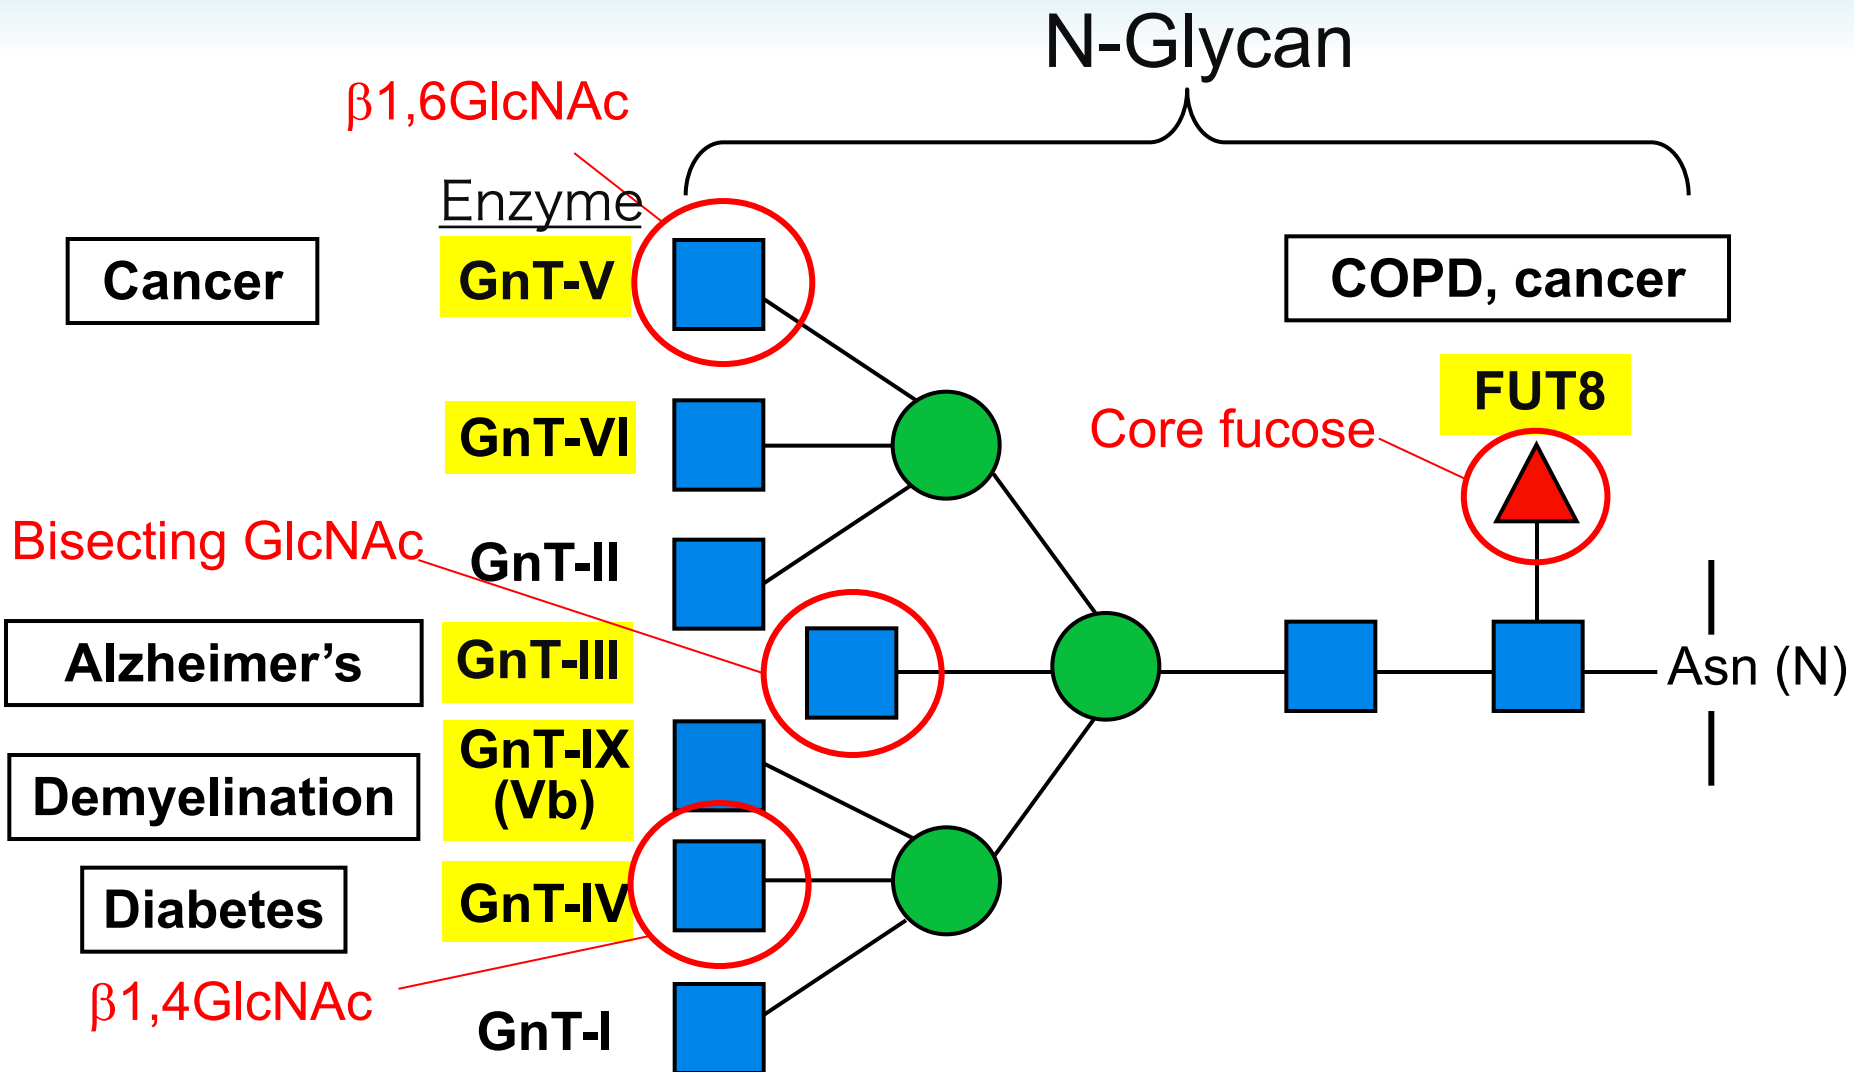 N-Glycan
β1,6GlcNAc
Enzyme
Cancer
GnT-V
COPD, cancer
FUT8
GnT-VI
Core fucose
Bisecting GlcNAc
GnT-II
Alzheimer’s
GnT-III
Asn (N)
GnT-IX
(Vb)
Demyelination
Diabetes
GnT-IV
β1,4GlcNAc
GnT-I